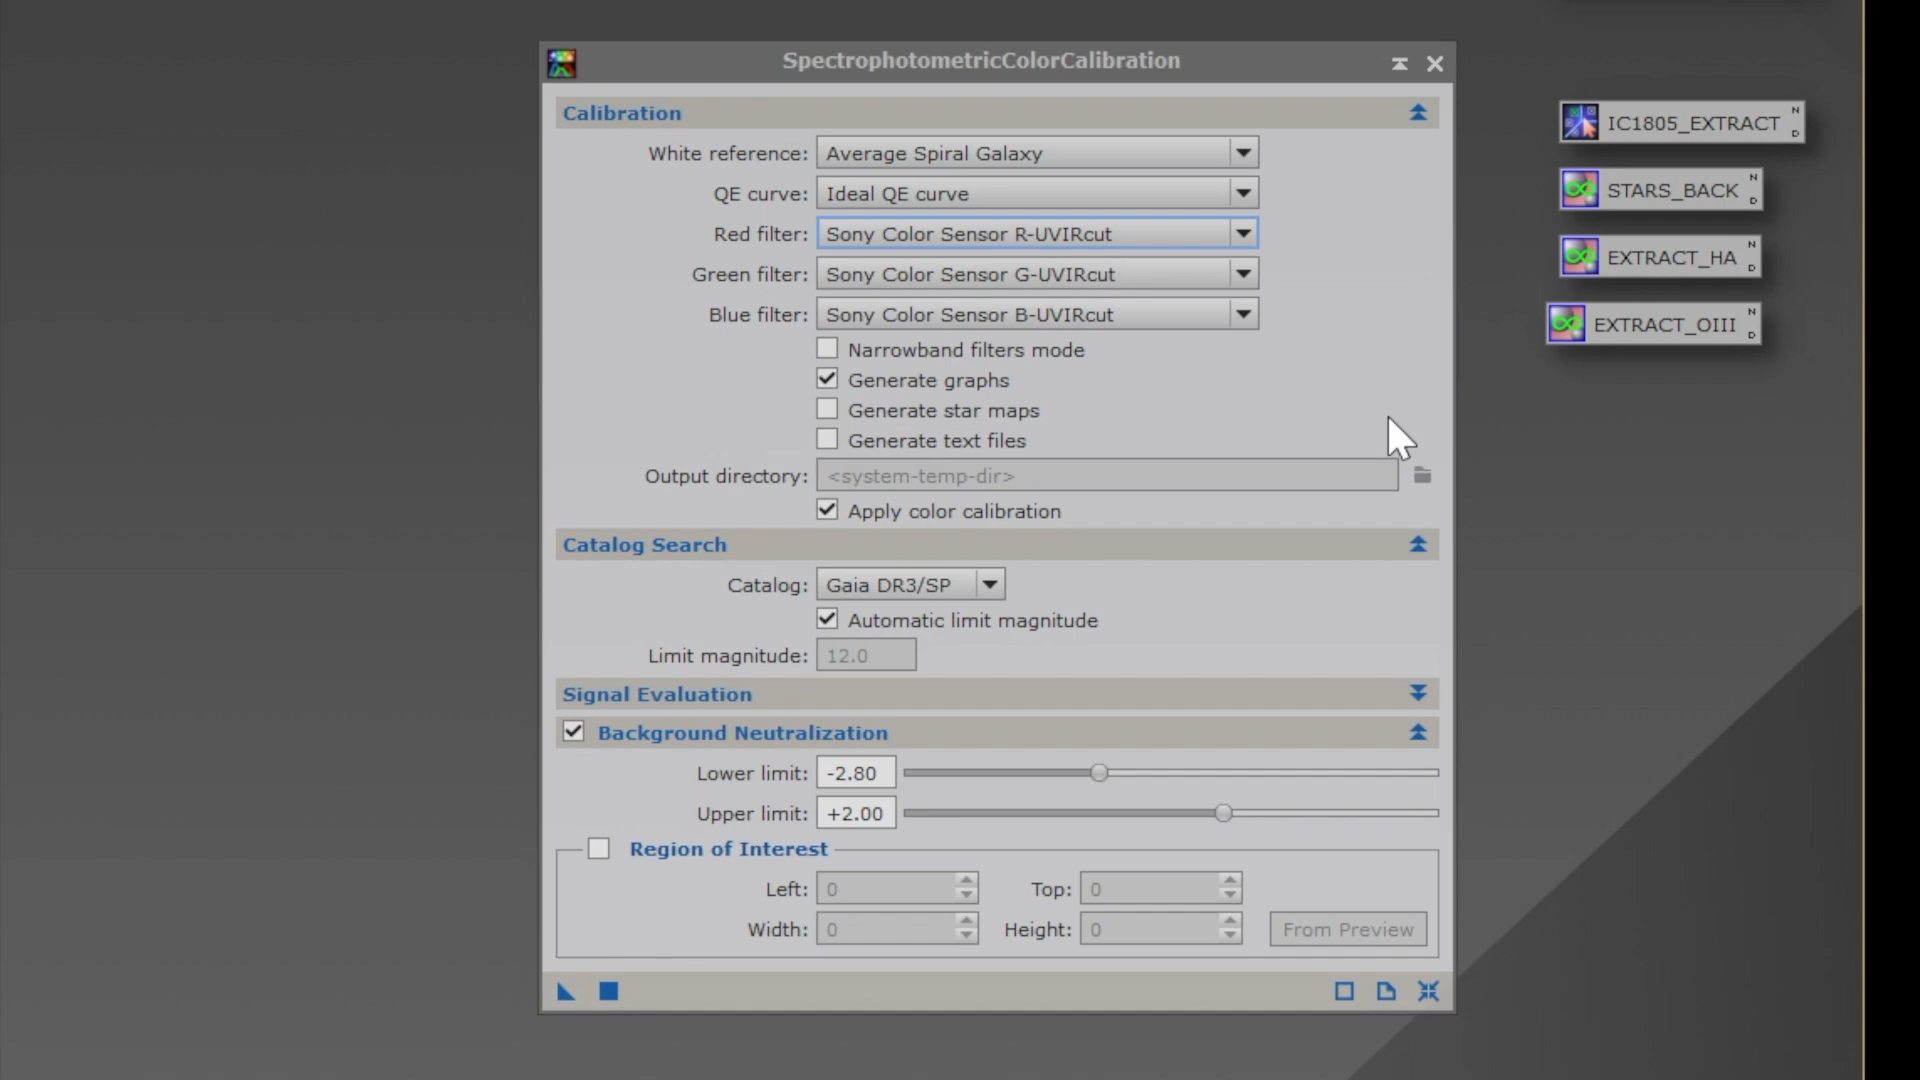 SpectrophotometricColorCalibration
Calibration
White reference: Average Spiral Galaxy
QE curve: Ideal QE curve
Red filter: Sony Color Sensor R-UVIRcut
Green filter: Sony Color Sensor G-UVIRcut
Blue filter: Sony Color Sensor B-UVIRcut
Narrowband filters mode
Generate graphs
Generate star maps
Generate text files
Output directory: <system-temp-dir>
Apply color calibration
Catalog Search
Catalog: Gaia DR3/SP
Automatic limit magnitude
Limit magnitude: 12.0
Signal Evaluation
Background Neutralization
Lower limit: -2.80
Upper limit: +2.00
Region of Interest
Left: 0 Top: 0
Width: 0 Height: 0 From Preview
IC1805_EXTRACT N D
STARS_BACK N D
EXTRACT_HA N D
EXTRACT_OIII N D